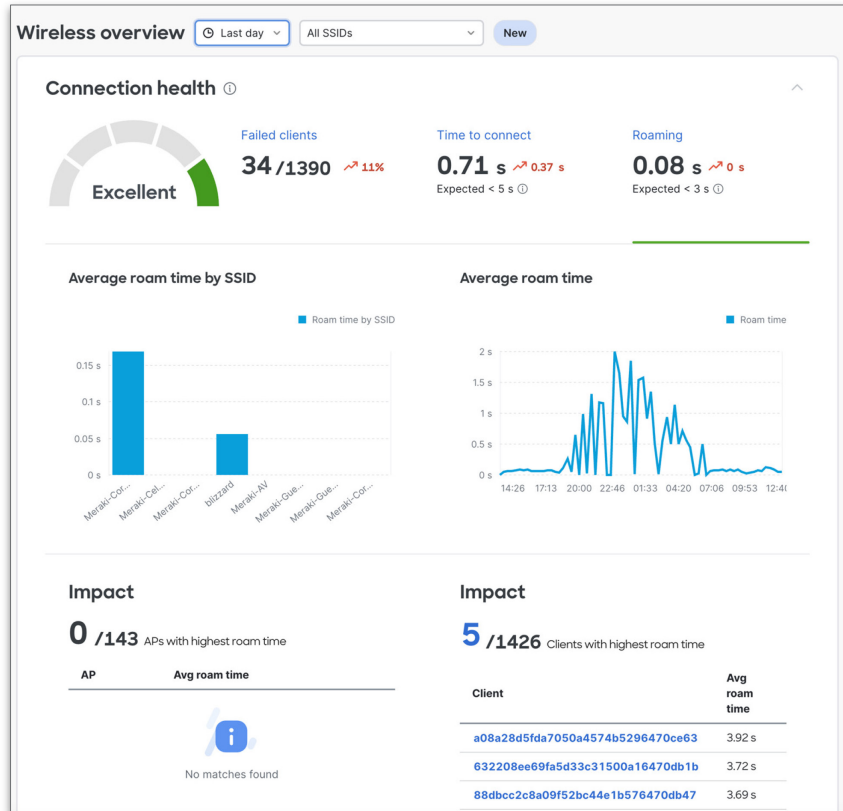 Wireless overview Last day All SSIDs New
Connection health
Failed clients Time to connect Roaming
34 /1390 11% 0.71 s 0.37 s 0.08 s 0 s
Excellent Expected < 5 s Expected < 3 s
Average roam time by SSID
Roam time by SSID
0.15 s
0.1 s
0.05 s
0 s
Meraki-Cor... Meraki-Cel... Meraki-Cor... blizzard Meraki-AV Meraki-Gue... Meraki-Gue... Meraki-Cor...
Average roam time
Roam time
2 s
1.5 s
1 s
0.5 s
0 s
14:26 17:13 20:00 22:46 01:33 04:20 07:06 09:53 12:40
Impact
0 /143 APs with highest roam time
AP Avg roam time
No matches found
Impact
5 /1426 Clients with highest roam time
Client Avg roam time
a08a28d5fda7050a4574b5296470ce63 3.92 s
632208ee69fa5d33c31500a16470db1b 3.72 s
88dbcc2c8a09f52bc44e1b576470db47 3.69 s